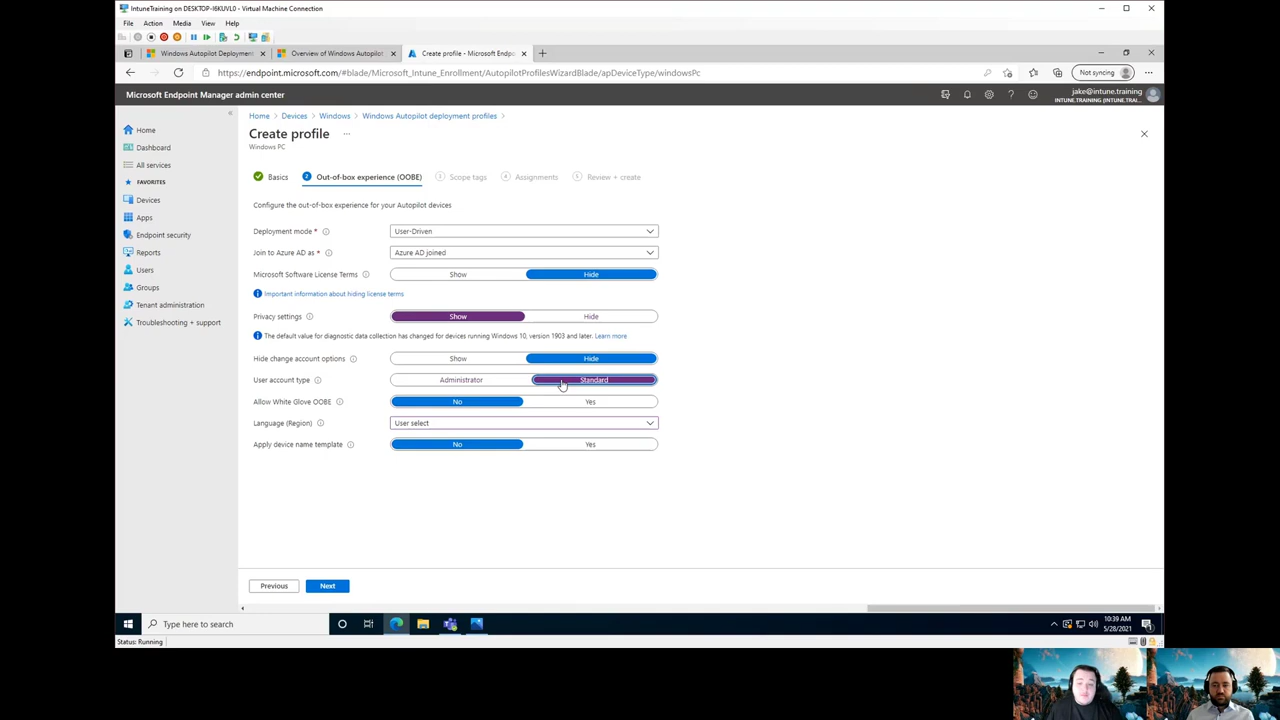 IntuneTraining on DESKTOP-I6KUVL0 - Virtual Machine Connection
File Action Media View Help
Windows Autopilot Deployment Overview of Windows Autopilot Create profile - Microsoft Endpo
https://endpoint.microsoft.com/#blade/Microsoft_Intune_Enrollment/AutopilotProfilesWizardBlade/apDeviceType/windowsPc
Not syncing
Microsoft Endpoint Manager admin center
jake@intune.training
INTUNE.TRAINING (INTUNE.TRAI...
Home
Dashboard
All services
FAVORITES
Devices
Apps
Endpoint security
Reports
Users
Groups
Tenant administration
Troubleshooting + support
Home > Devices > Windows > Windows Autopilot deployment profiles >
Create profile ...
Windows PC
Basics 2 Out-of-box experience (OOBE) 3 Scope tags 4 Assignments 5 Review + create
Configure the out-of-box experience for your Autopilot devices
Deployment mode * User-Driven
Join to Azure AD as * Azure AD joined
Microsoft Software License Terms Show Hide
Important information about hiding license terms
Privacy settings Show Hide
The default value for diagnostic data collection has changed for devices running Windows 10, version 1903 and later. Learn more
Hide change account options Show Hide
User account type Administrator Standard
Allow White Glove OOBE No Yes
Language (Region) User select
Apply device name template No Yes
Previous Next
Type here to search
10:39 AM
5/28/2021
Status: Running